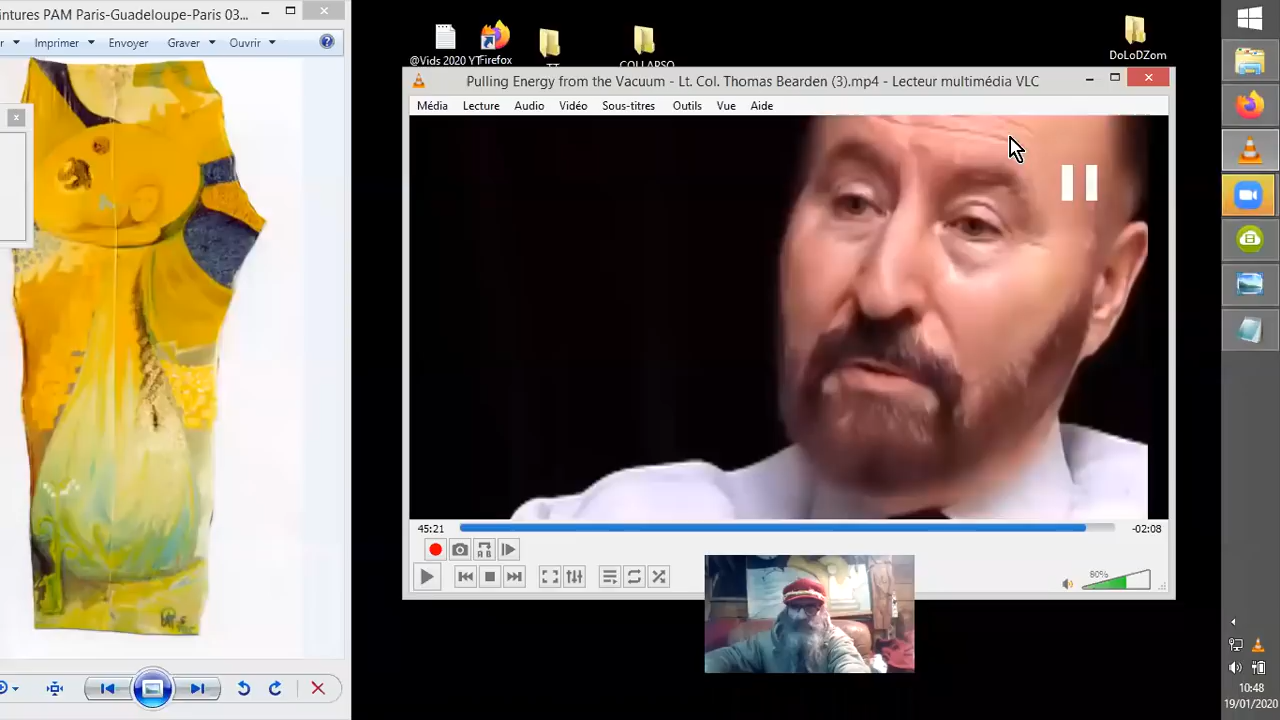 intures PAM Paris-Guadeloupe-Paris 03...
Imprimer Envoyer Graver Ouvrir
@Vids 2020 YT
Firefox
TT
COLLAPSO
DoLoDZom
Pulling Energy from the Vacuum - Lt. Col. Thomas Bearden (3).mp4 - Lecteur multimédia VLC
Média Lecture Audio Vidéo Sous-titres Outils Vue Aide
45:21
-02:08
80%
10:48
19/01/2020